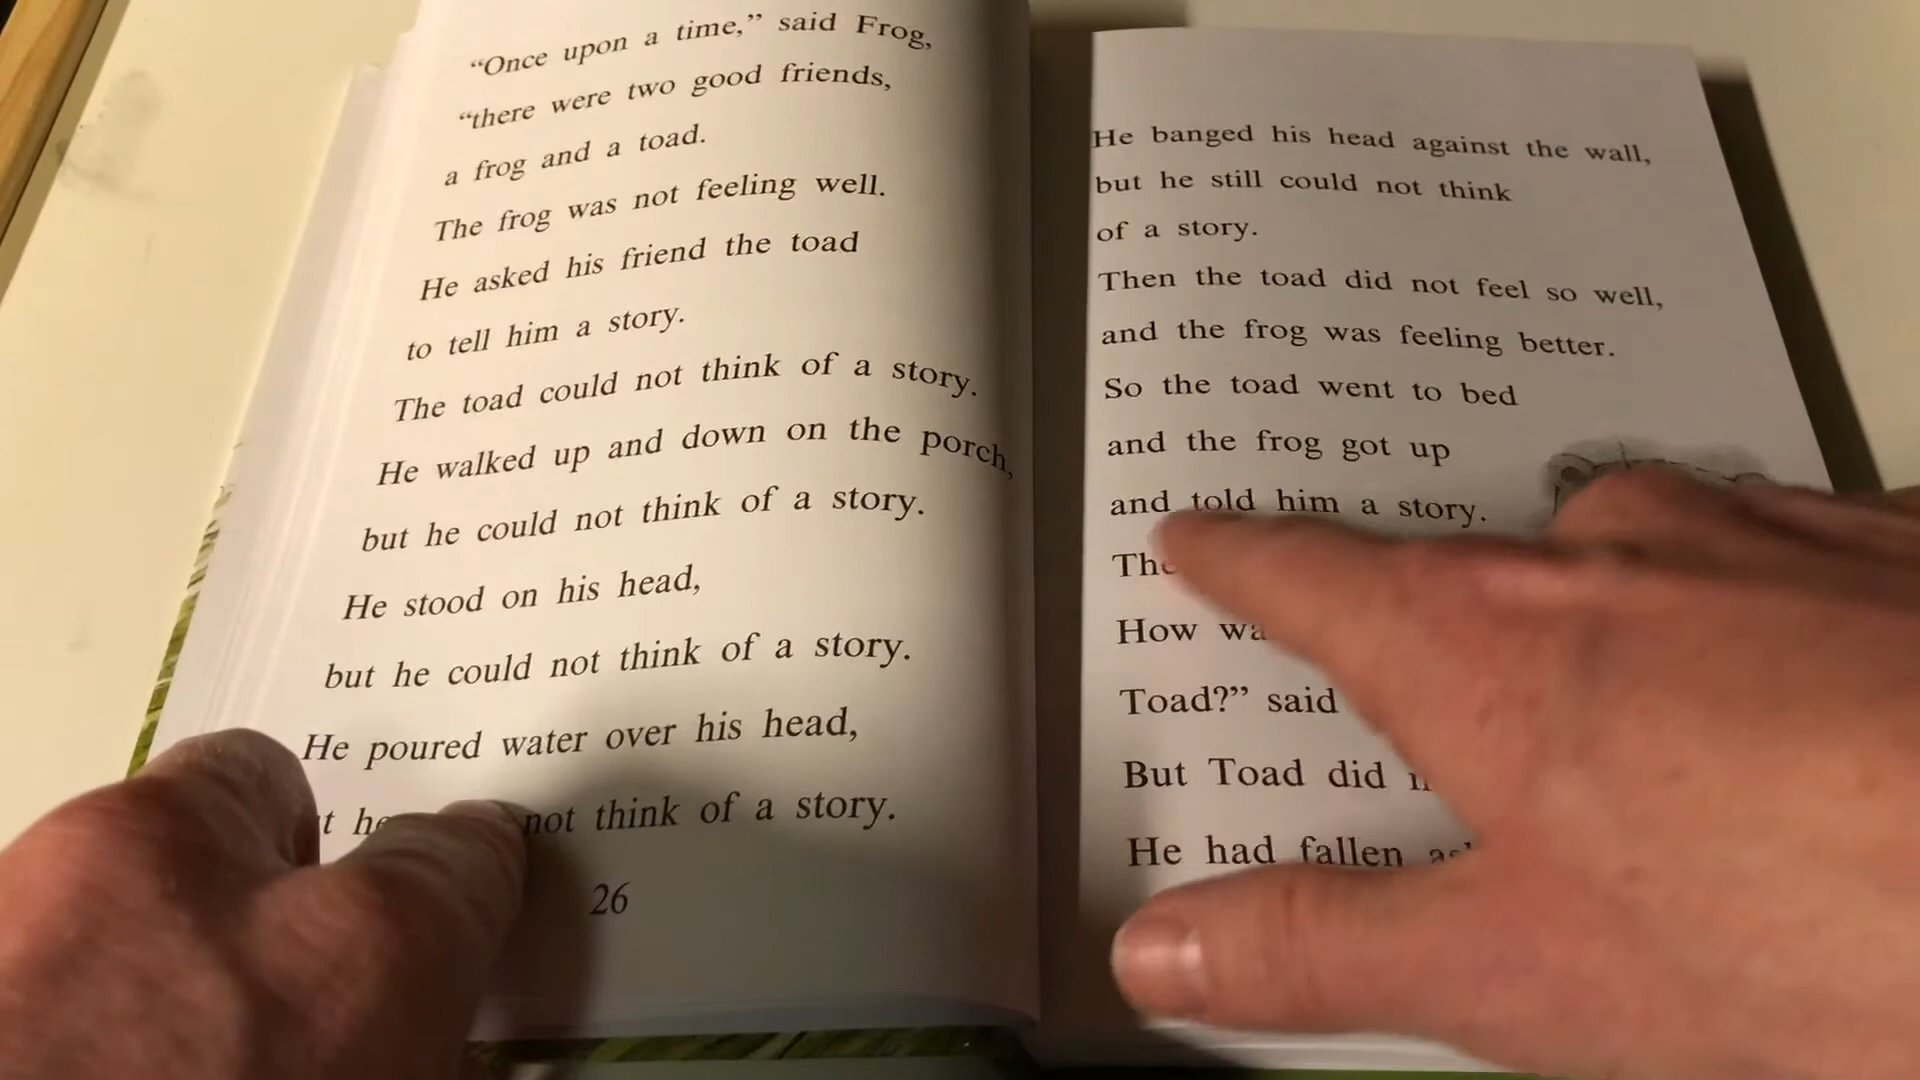 “Once upon a time,” said Frog,
“there were two good friends,
a frog and a toad.
The frog was not feeling well.
He asked his friend the toad
to tell him a story.
The toad could not think of a story.
He walked up and down on the porch,
but he could not think of a story.
He stood on his head,
but he could not think of a story.
He poured water over his head,
not think of a story.
26
He banged his head against the wall,
but he still could not think
of a story.
Then the toad did not feel so well,
and the frog was feeling better.
So the toad went to bed
and the frog got up
and told him a story.
How
Toad?” said
But Toad did
He had fallen